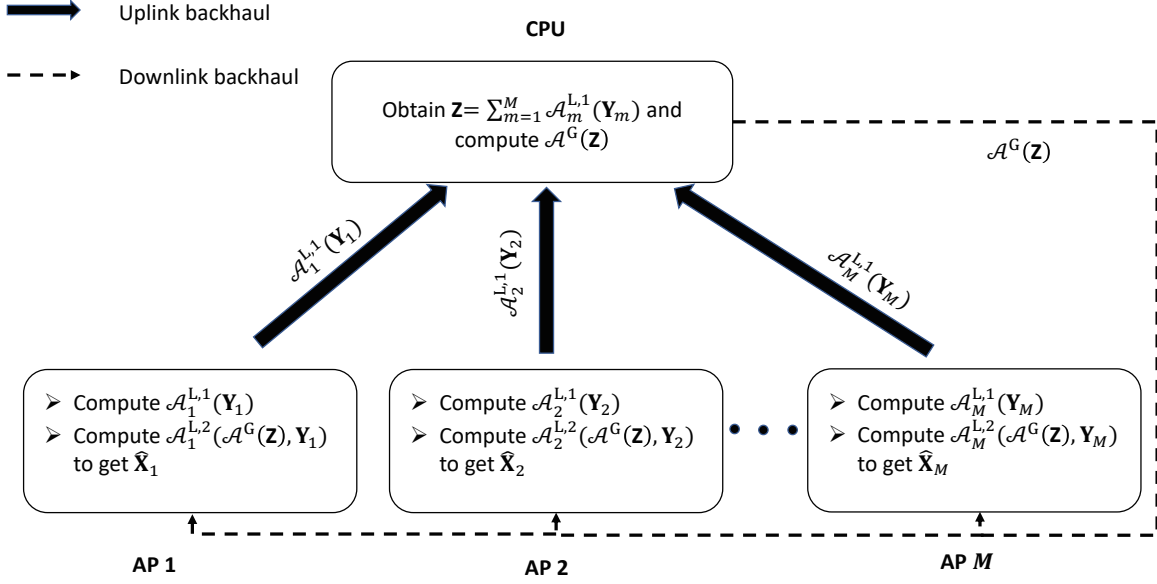 Uplink backhaul
CPU
Downlink backhaul
Obtain 𝐙= ∑_{m=1}^{M} 𝒜_m^{L,1}(𝐘_m) and
compute 𝒜^G(𝐙)
𝒜^G(𝐙)
𝒜_1^{L,1}(𝐘_1)
𝒜_2^{L,1}(𝐘_2)
𝒜_M^{L,1}(𝐘_M)
➢ Compute 𝒜_1^{L,1}(𝐘_1)
➢ Compute 𝒜_1^{L,2}(𝒜^G(𝐙), 𝐘_1)
to get 𝐗̂_1
➢ Compute 𝒜_2^{L,1}(𝐘_2)
➢ Compute 𝒜_2^{L,2}(𝒜^G(𝐙), 𝐘_2)
to get 𝐗̂_2
➢ Compute 𝒜_M^{L,1}(𝐘_M)
➢ Compute 𝒜_M^{L,2}(𝒜^G(𝐙), 𝐘_M)
to get 𝐗̂_M
AP 1
AP 2
AP M